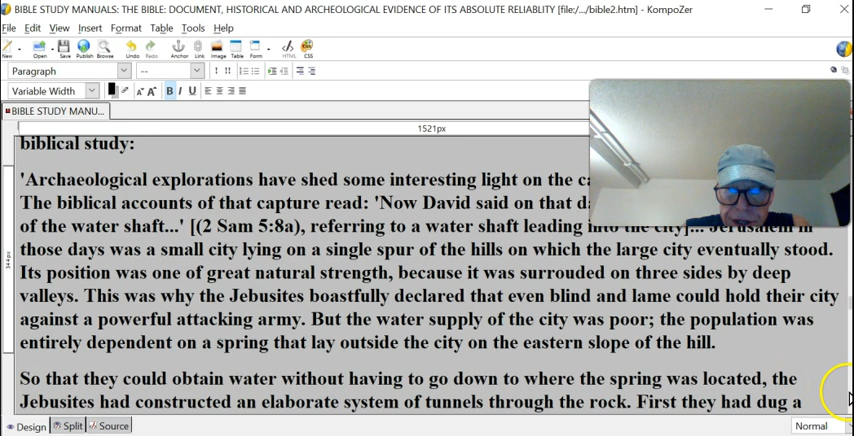 BIBLE STUDY MANUALS: THE BIBLE: DOCUMENT, HISTORICAL AND ARCHEOLOGICAL EVIDENCE OF ITS ABSOLUTE RELIABLITY [file:/.../bible2.htm] - KompoZer
File Edit View Insert Format Table Tools Help
New Open Save Publish Browse Undo Redo Anchor Link Image Table Form HTML CSS
Paragraph --
Variable Width A A B I U
BIBLE STUDY MANU...
1521px
biblical study:
'Archaeological explorations have shed some interesting light on the
The biblical accounts of that capture read: 'Now David said on that
of the water shaft...' [(2 Sam 5:8a), referring to a water shaft leading into the city]... Jerusalem in
those days was a small city lying on a single spur of the hills on which the large city eventually stood.
Its position was one of great natural strength, because it was surrouded on three sides by deep
valleys. This was why the Jebusites boastfully declared that even blind and lame could hold their city
against a powerful attacking army. But the water supply of the city was poor; the population was
entirely dependent on a spring that lay outside the city on the eastern slope of the hill.
So that they could obtain water without having to go down to where the spring was located, the
Jebusites had constructed an elaborate system of tunnels through the rock. First they had dug a
344px
Design Split Source Normal